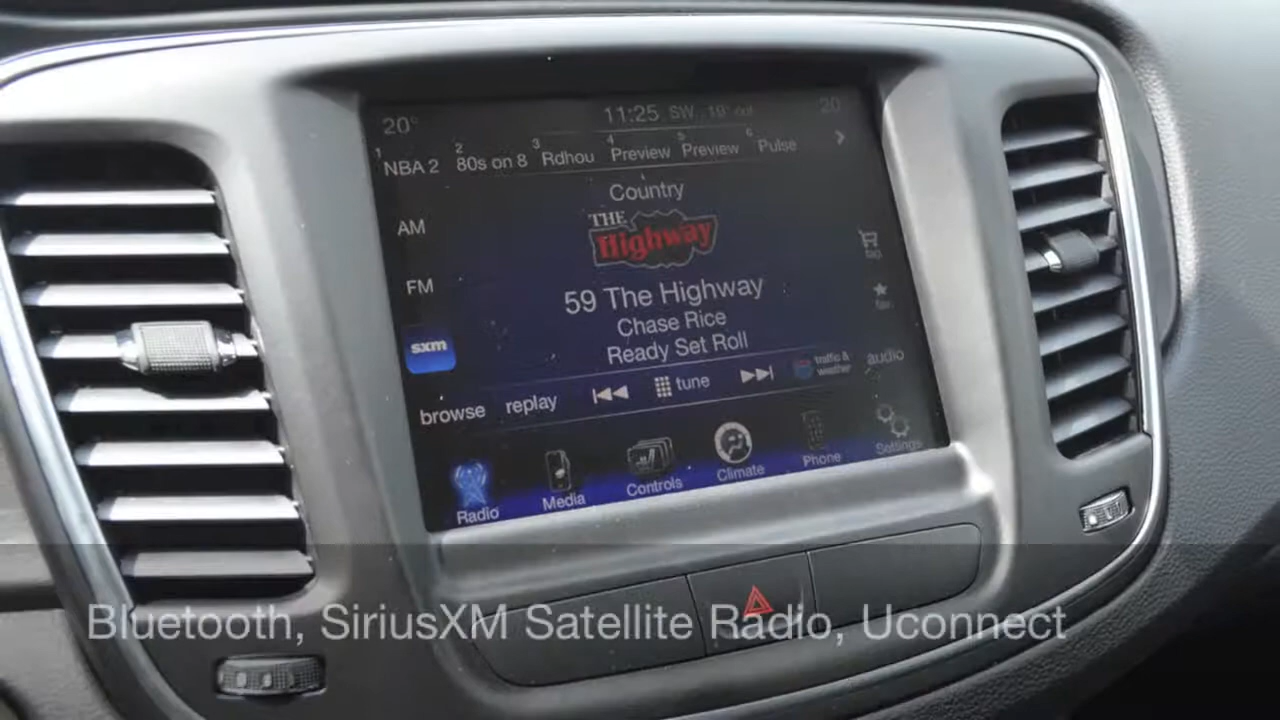 20° 11:25 SW 19° out 20
1 NBA 2 2 80s on 8 3 Rdhou 4 Preview 5 Preview 6 Pulse
Country
AM
THE Highway
tag
FM
59 The Highway
fav
Chase Rice
sxm
Ready Set Roll
browse replay tune traffic & weather audio
Radio Media Controls Climate Phone Settings
Bluetooth, SiriusXM Satellite Radio, Uconnect